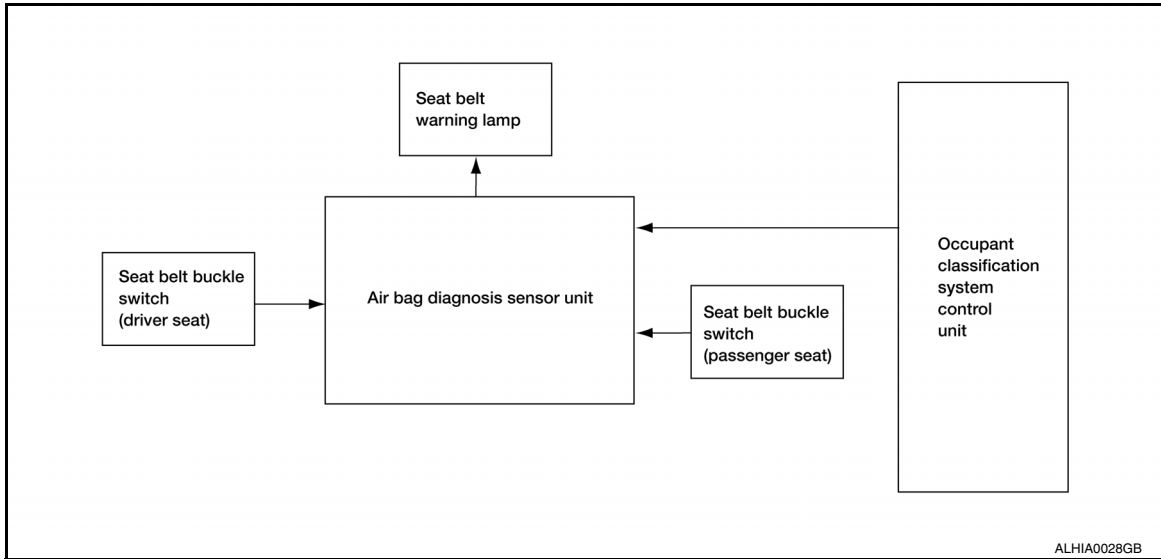 Seat belt
warning lamp
Seat belt buckle
switch
(driver seat)
Air bag diagnosis sensor unit
Seat belt buckle
switch
(passenger seat)
Occupant
classification
system
control
unit
ALHIA0028GB